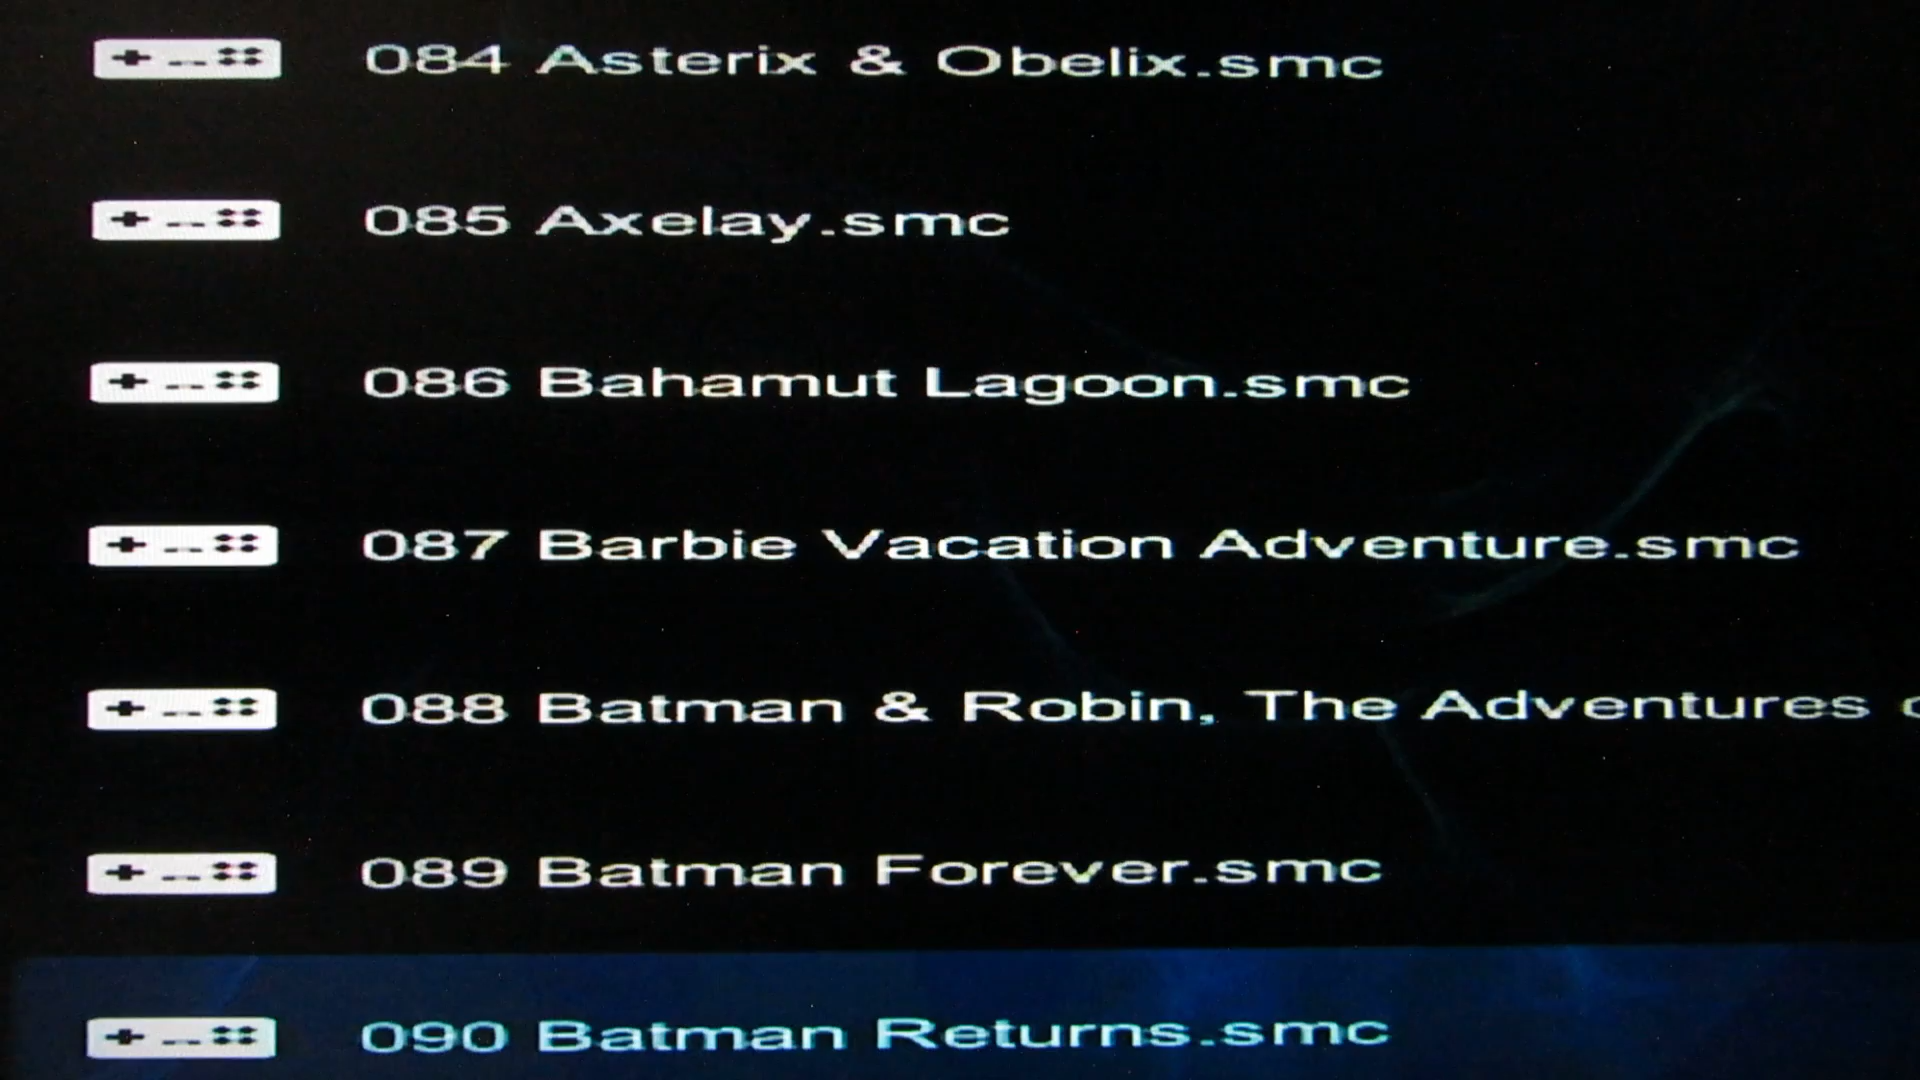 084 Asterix & Obelix.smc
085 Axelay.smc
086 Bahamut Lagoon.smc
087 Barbie Vacation Adventure.smc
088 Batman & Robin, The Adventures
089 Batman Forever.smc
090 Batman Returns.smc